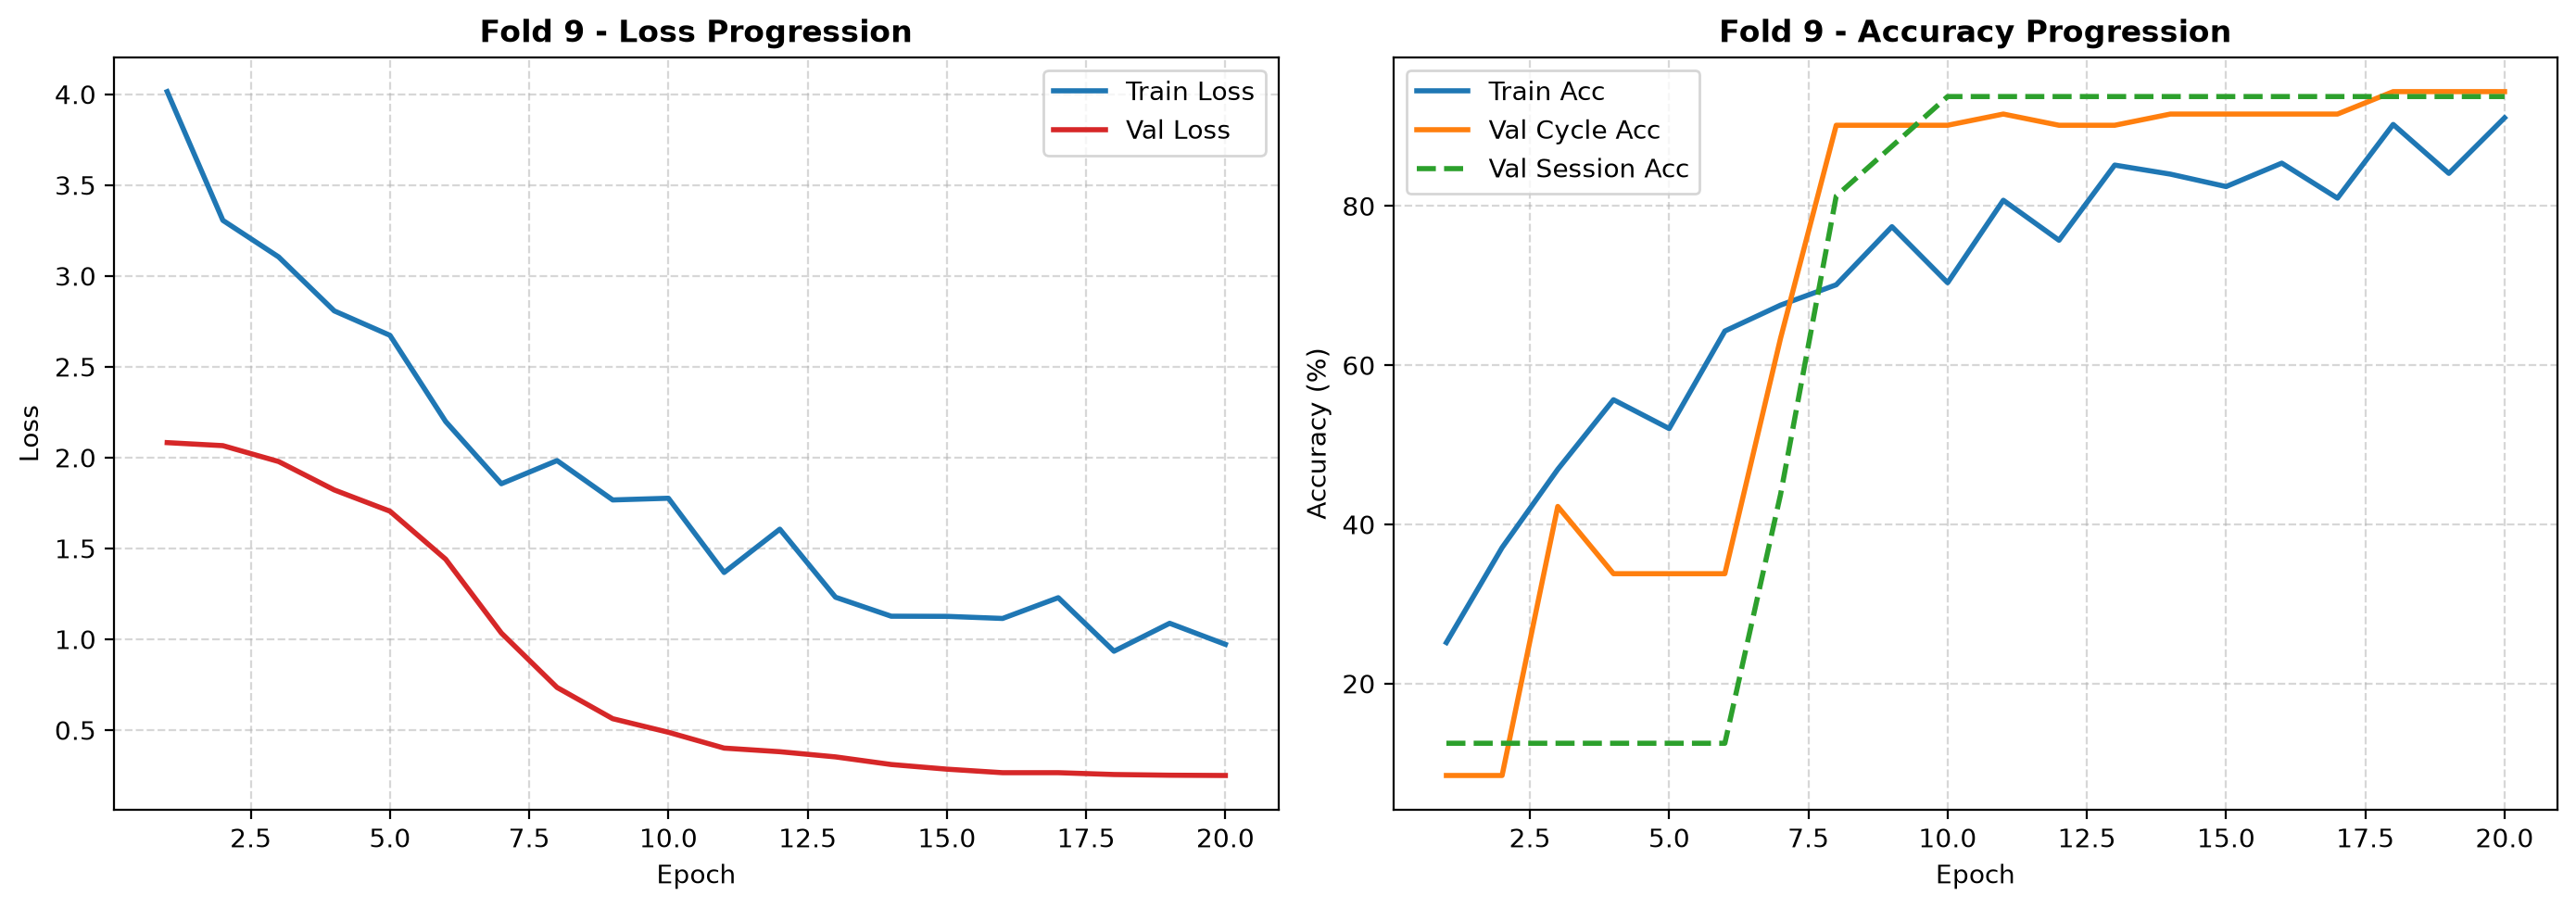 Fold 9 - Loss Progression
Train Loss
Val Loss
4.0
3.5
3.0
2.5
2.0
1.5
1.0
0.5
Loss
2.5 5.0 7.5 10.0 12.5 15.0 17.5 20.0
Epoch
Fold 9 - Accuracy Progression
Train Acc
Val Cycle Acc
Val Session Acc
80
60
40
20
Accuracy (%)
2.5 5.0 7.5 10.0 12.5 15.0 17.5 20.0
Epoch